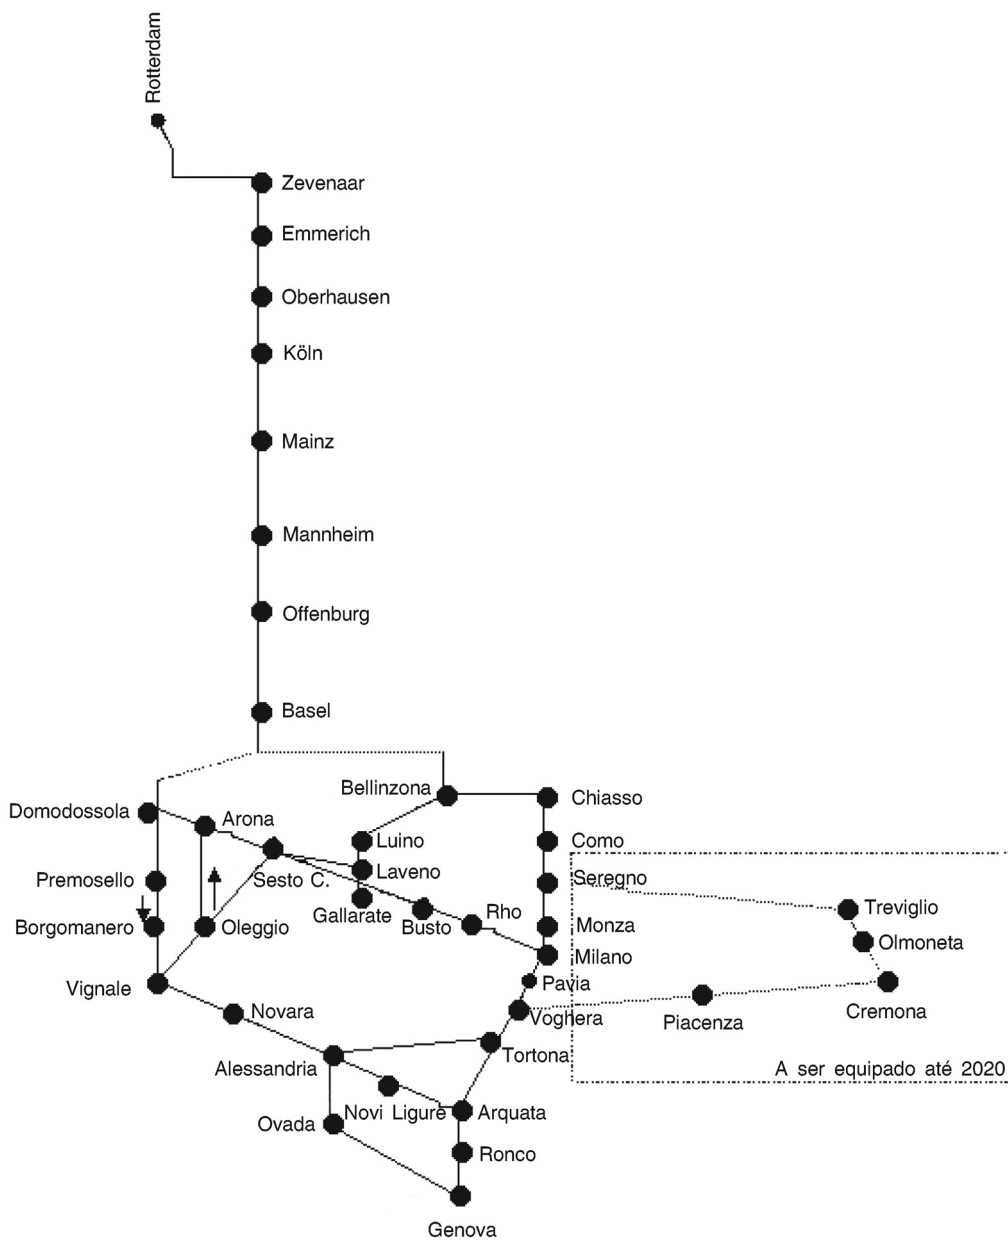 Rotterdam
Zevenaar
Emmerich
Oberhausen
Köln
Mainz
Mannheim
Offenburg
Basel
Bellinzona
Chiasso
Domodossola
Arona
Luino
Como
Premosello
Sesto C.
Laveno
Seregno
Gallarate
Busto
Rho
Treviglio
Borgomanero
Oleggio
Monza
Olmoneta
Milano
Vignale
Pavia
Novara
Voghera
Piacenza
Cremona
Alessandria
Tortona
A ser equipado até 2020
Ovada
Novi Ligure
Arquata
Ronco
Genova